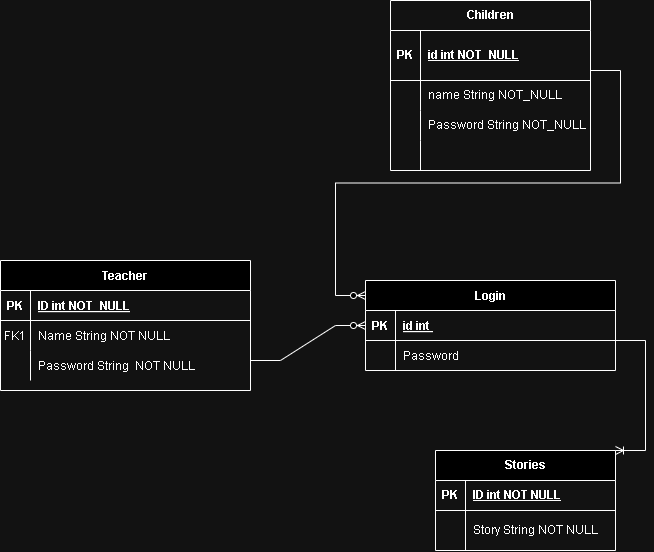 Children
PK id int NOT_NULL
name String NOT_NULL
Password String NOT_NULL
Teacher
PK ID int NOT_NULL
FK1 Name String NOT NULL
Password String NOT NULL
Login
PK id int
Password
Stories
PK ID int NOT NULL
Story String NOT NULL